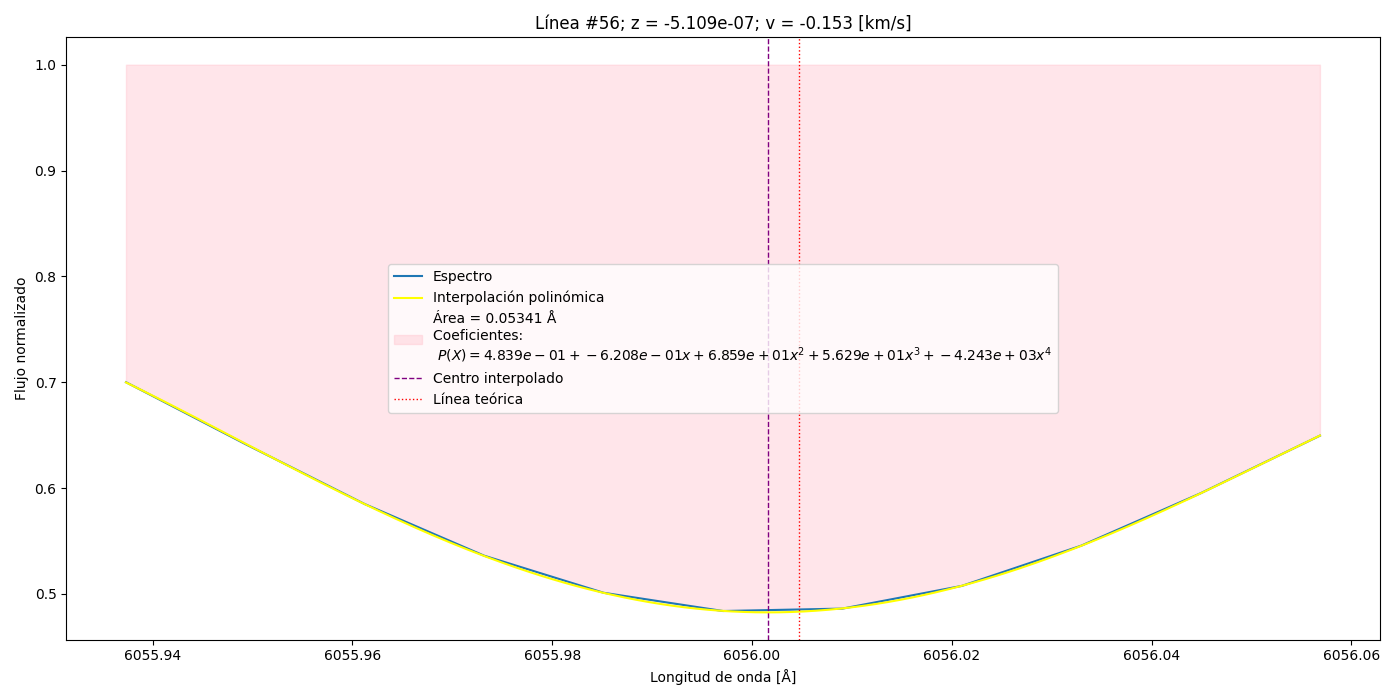 Línea #56; z = -5.109e-07; v = -0.153 [km/s]
Flujo normalizado
1.0
0.9
0.8
0.7
0.6
0.5
Espectro
Interpolación polinómica
Área = 0.05341 Å
Coeficientes:
P(X) = 4.839e − 01 + −6.208e − 01x + 6.859e + 01x² + 5.629e + 01x³ + −4.243e + 03x⁴
Centro interpolado
Línea teórica
6055.94 6055.96 6055.98 6056.00 6056.02 6056.04 6056.06
Longitud de onda [Å]